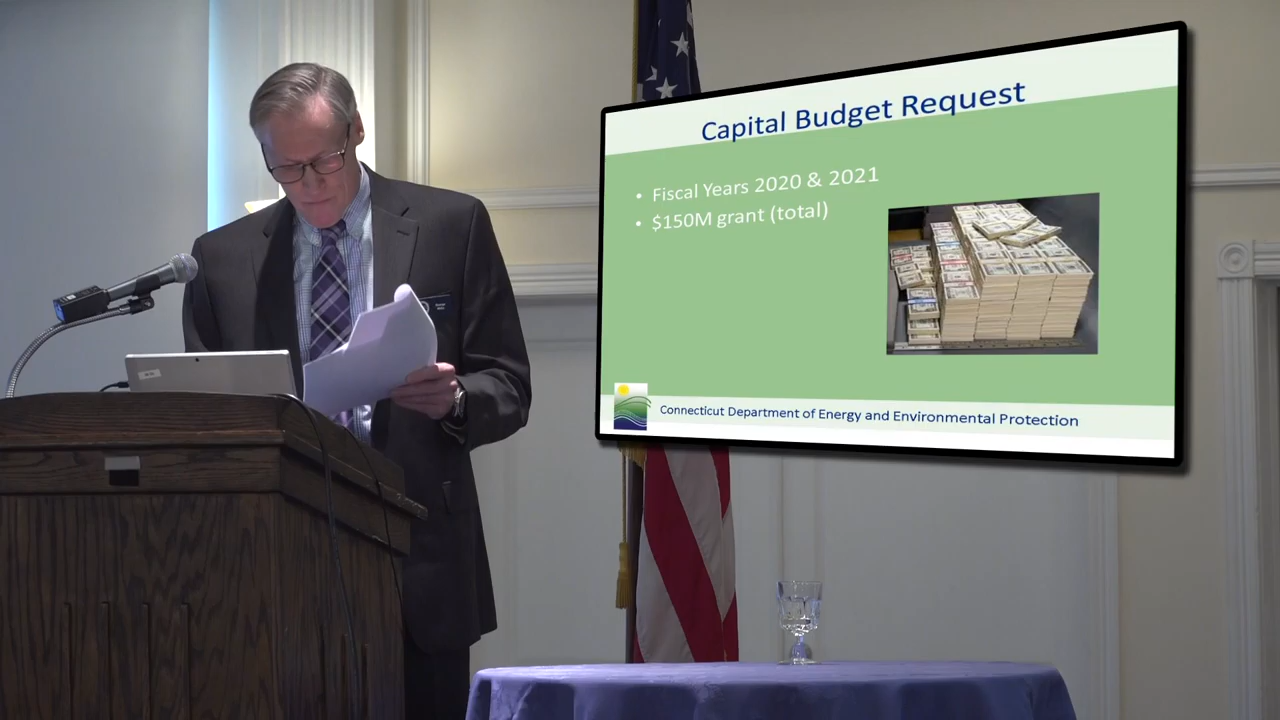 Capital Budget Request
• Fiscal Years 2020 & 2021
• $150M grant (total)
Connecticut Department of Energy and Environmental Protection